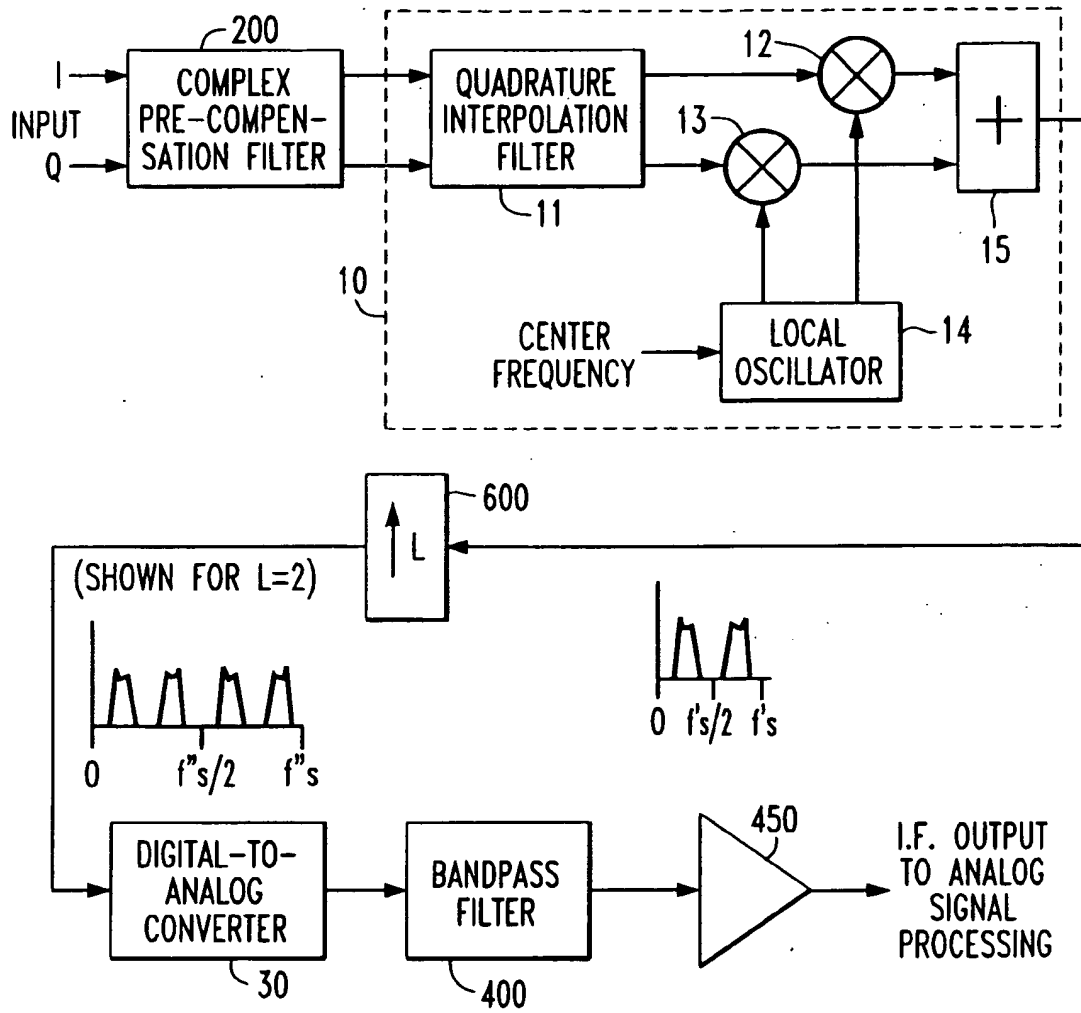 200
I
INPUT
Q
COMPLEX
PRE-COMPEN-
SATION FILTER
QUADRATURE
INTERPOLATION
FILTER
11
12
13
+
15
10
CENTER
FREQUENCY
LOCAL
OSCILLATOR
14
600
L
(SHOWN FOR L=2)
0
f"s/2
f"s
0
f's/2
f's
DIGITAL-TO-
ANALOG
CONVERTER
30
BANDPASS
FILTER
400
450
I.F. OUTPUT
TO ANALOG
SIGNAL
PROCESSING